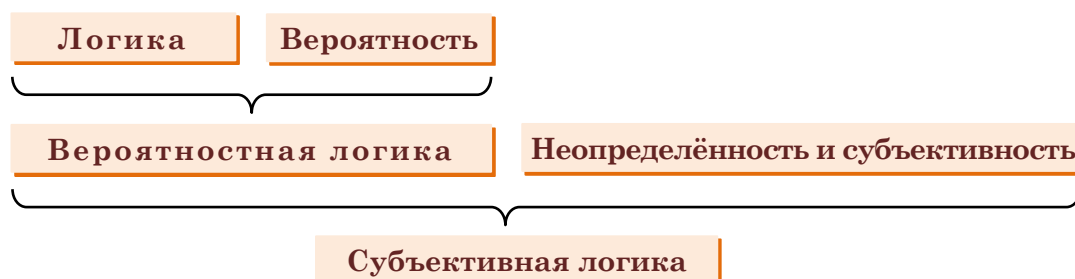 Логика Вероятность
Вероятностная логика Неопределённость и субъективность
Субъективная логика